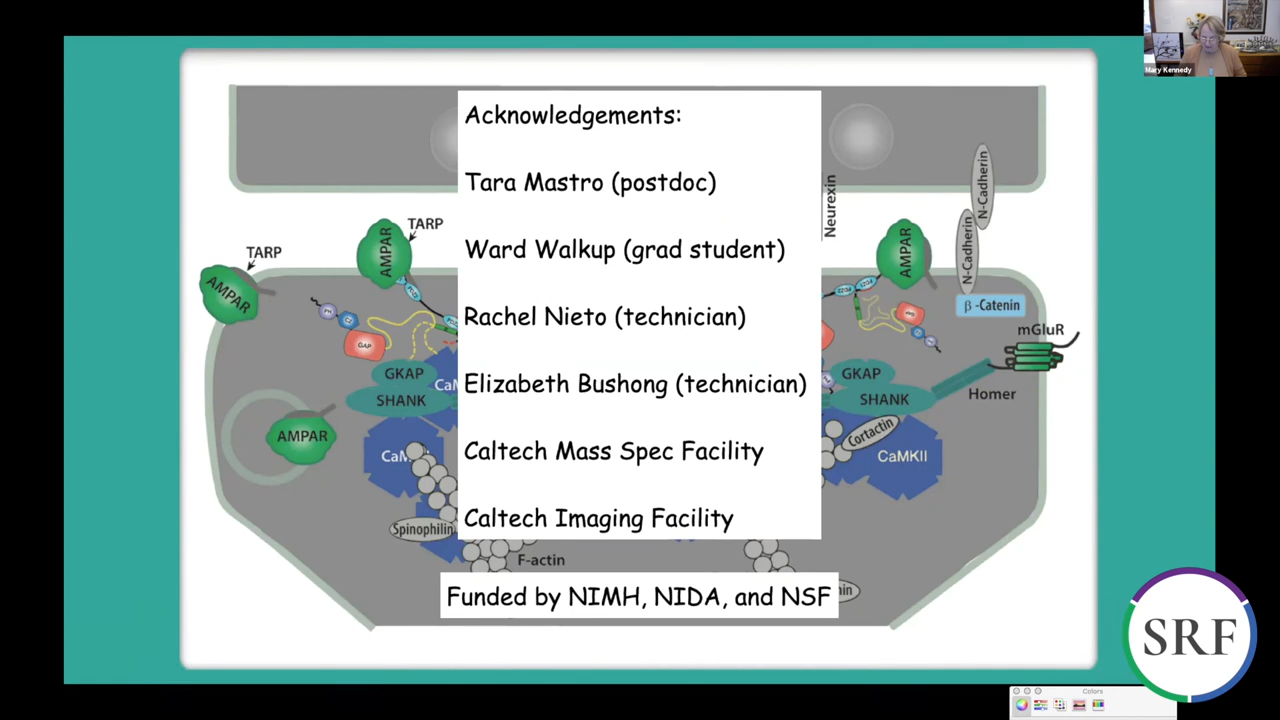 Mary Kennedy
Acknowledgements:
Tara Mastro (postdoc)
Ward Walkup (grad student)
Rachel Nieto (technician)
Elizabeth Bushong (technician)
Caltech Mass Spec Facility
Caltech Imaging Facility
Funded by NIMH, NIDA, and NSF
TARP
AMPAR
TARP
AMPAR
GAP
GKAP
SHANK
AMPAR
Spinophilin
F-actin
Neurexin
AMPAR
N-Cadherin
N-Cadherin
β-Catenin
mGluR
GKAP
SHANK
Homer
Cortactin
CaMKII
SRF
Colors